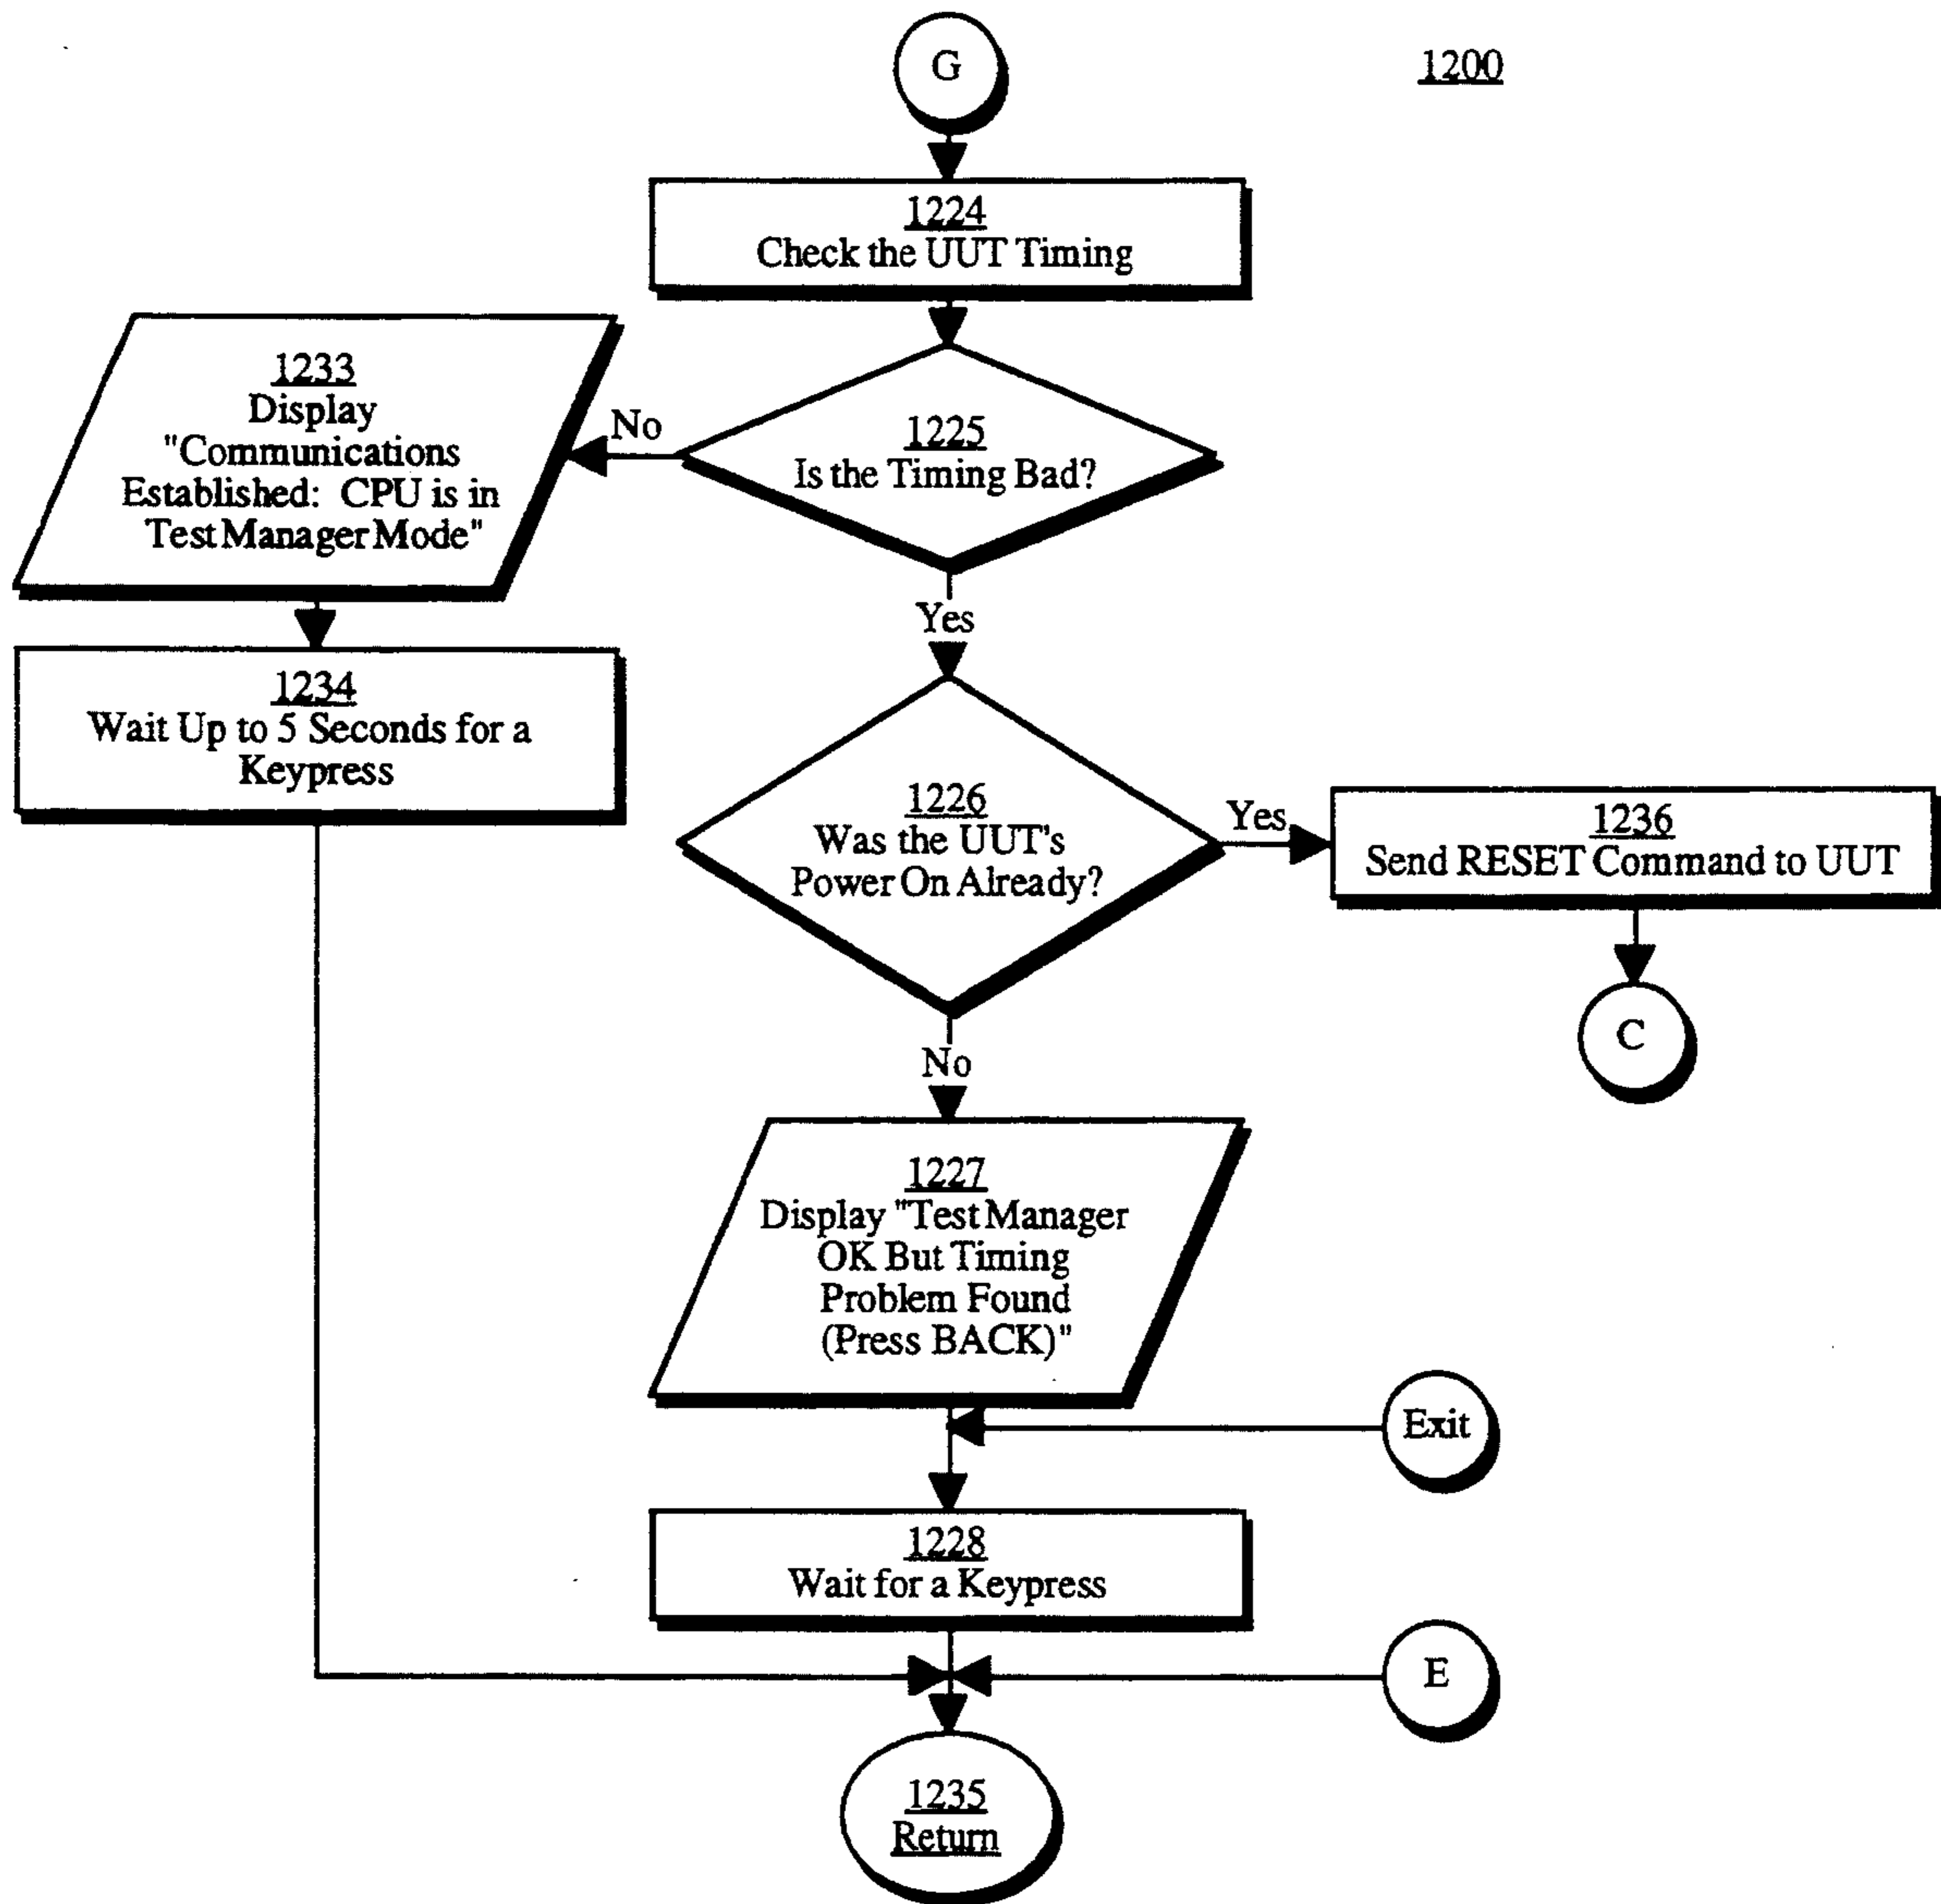 G
1200
1224
Check the UUT Timing
1233
Display
"Communications
Established: CPU is in
Test Manager Mode"
No
1225
Is the Timing Bad?
Yes
1234
Wait Up to 5 Seconds for a
Keypress
1226
Was the UUT's
Power On Already?
Yes
1236
Send RESET Command to UUT
C
No
1227
Display "Test Manager
OK But Timing
Problem Found
(Press BACK)"
Exit
1228
Wait for a Keypress
E
1235
Return